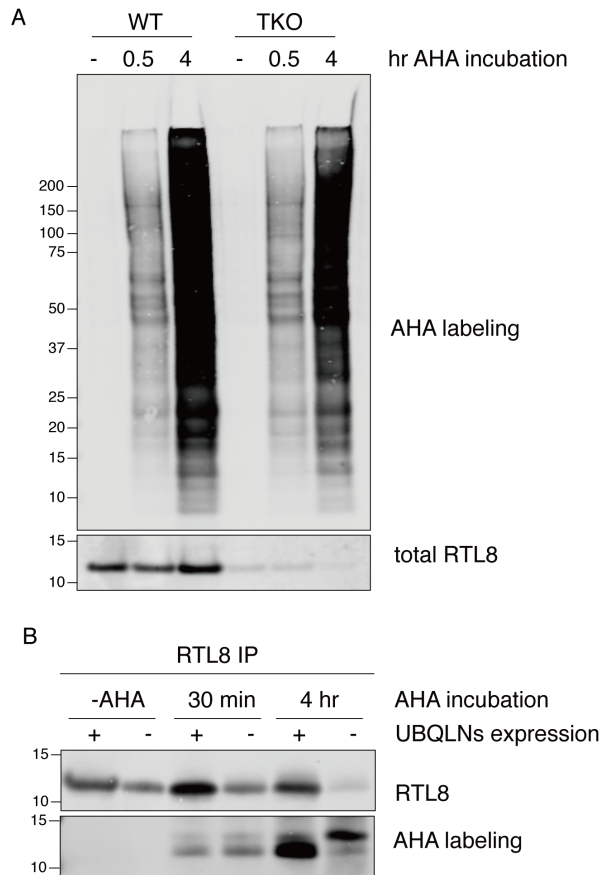 A
WT TKO
- 0.5 4 - 0.5 4 hr AHA incubation
200
150
100
75
50
AHA labeling
37
25
20
15
10
15
total RTL8
10
B
RTL8 IP
-AHA 30 min 4 hr AHA incubation
+ - + - + - UBQLNs expression
15
RTL8
10
15
AHA labeling
10